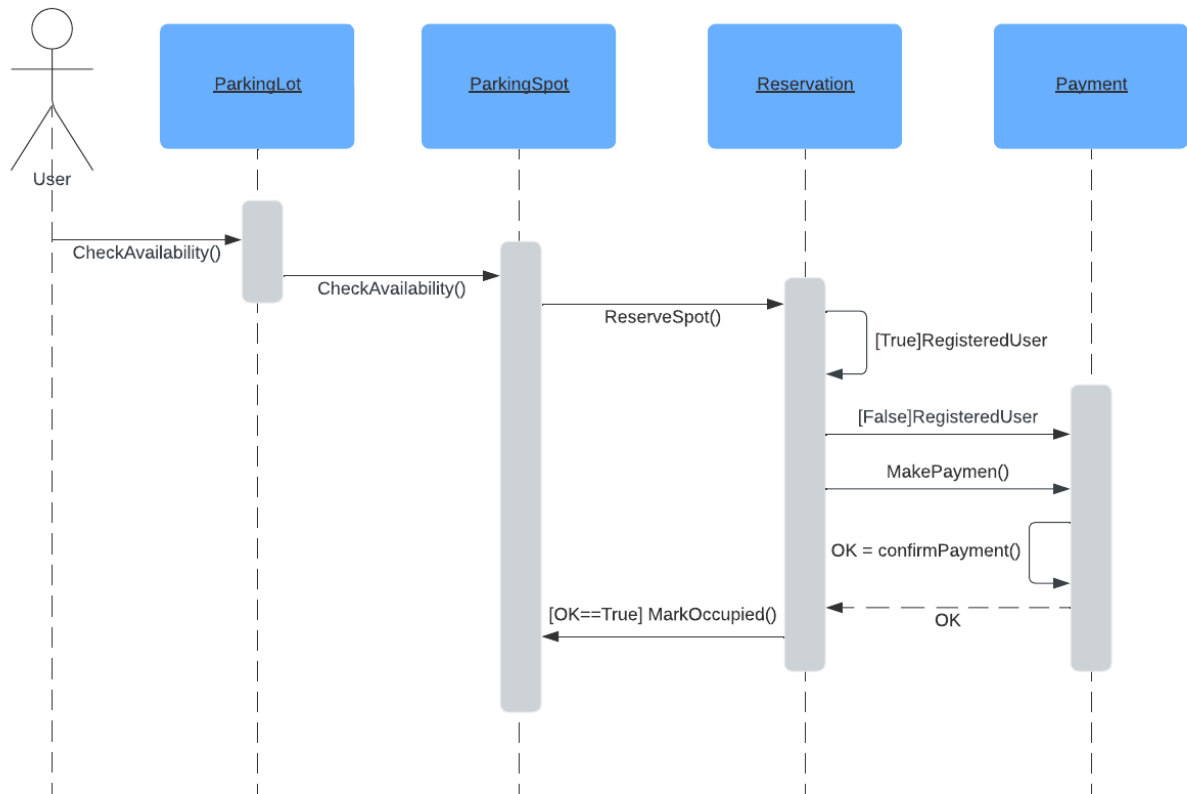 ParkingLot
ParkingSpot
Reservation
Payment
User
CheckAvailability()
CheckAvailability()
ReserveSpot()
[True]RegisteredUser
[False]RegisteredUser
MakePaymen()
OK = confirmPayment()
OK
[OK==True] MarkOccupied()